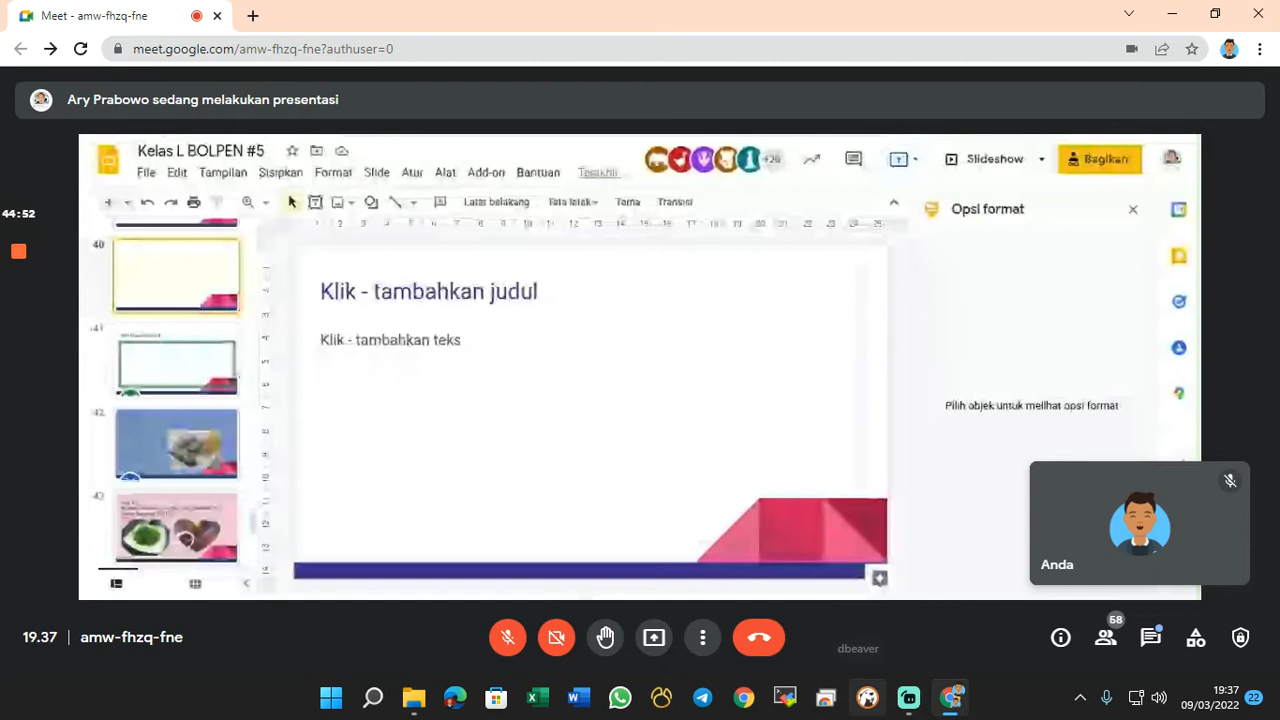 Meet - amw-fhzq-fne
meet.google.com/amw-fhzq-fne?authuser=0
Ary Prabowo sedang melakukan presentasi
Kelas L BOLPEN #5
File Edit Tampilan Sisipkan Format Slide Atur Alat Add-on Bantuan Terakhi
+20
Slideshow
Bagikan
Latar belakang Tata letak Tema Transisi
Opsi format
44:52
40
41
42
43
Klik - tambahkan judul
Klik - tambahkan teks
Pilih objek untuk melihat opsi format
Anda
19.37 | amw-fhzq-fne
dbeaver
58
19:37
09/03/2022
22